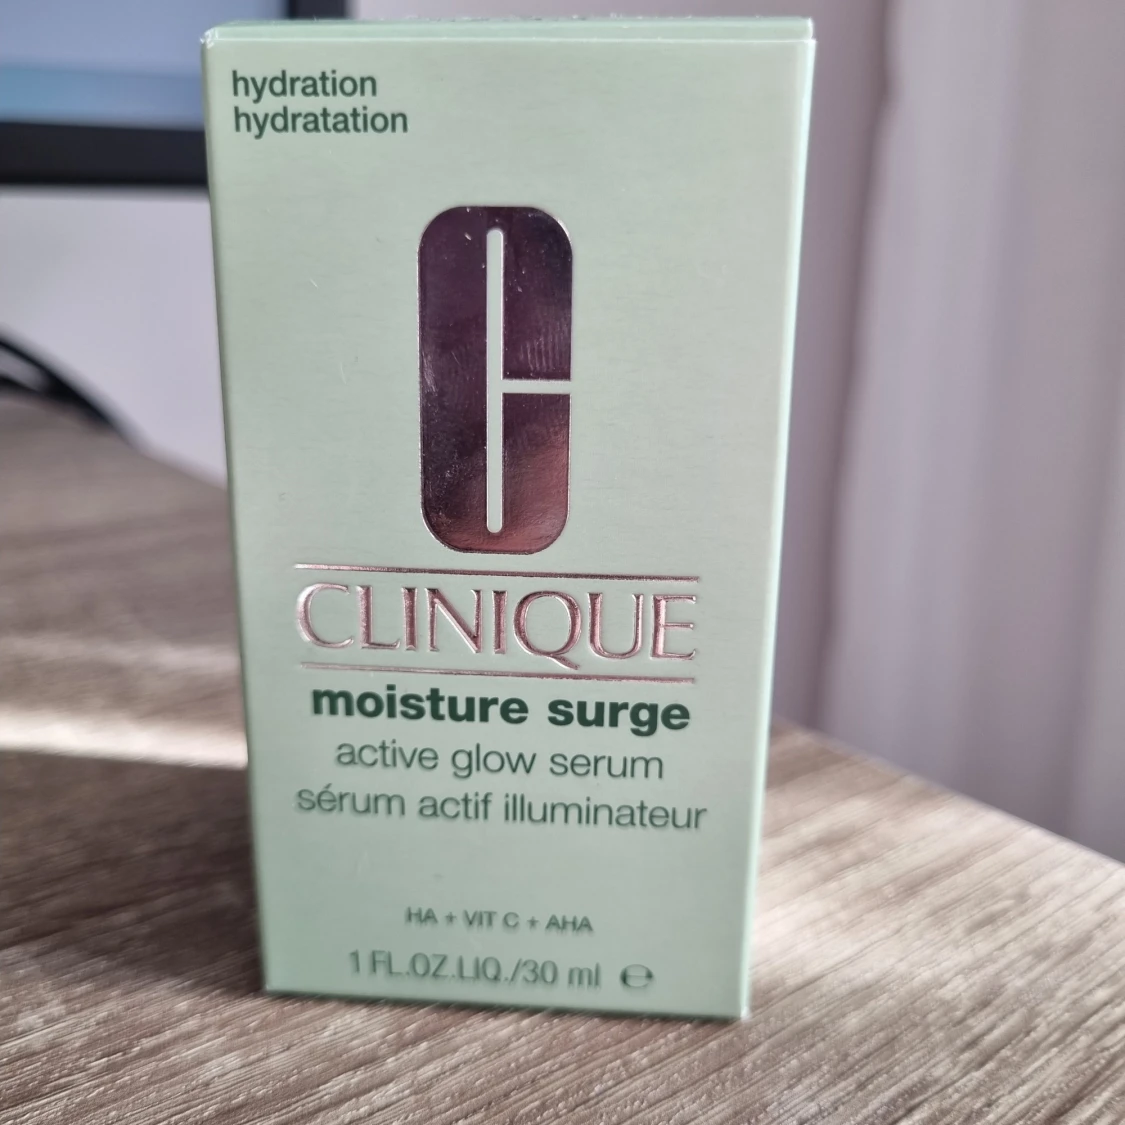 hydration
hydratation
C
CLINIQUE
moisture surge
active glow serum
sérum actif illuminateur
HA + VIT C + AHA
1 FL.OZ.LIQ./30 ml ℮